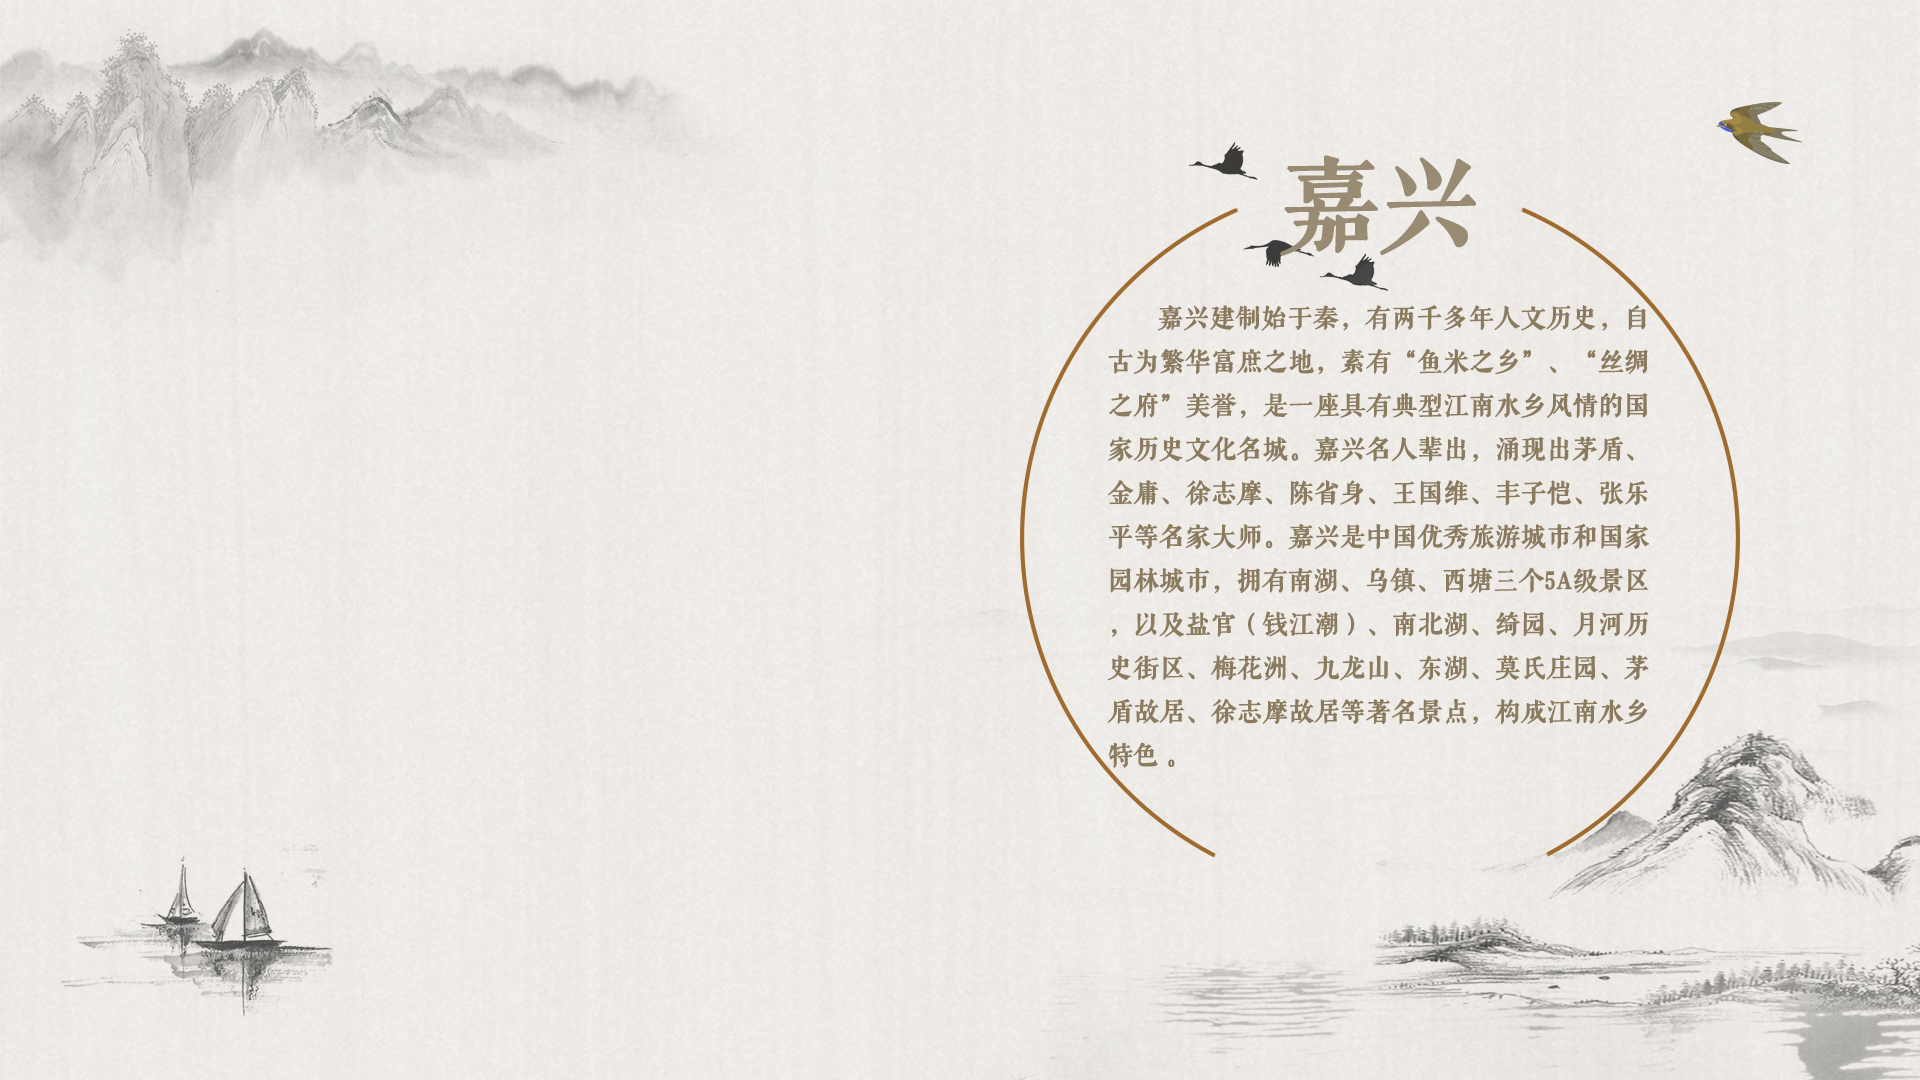 嘉兴
嘉兴建制始于秦，有两千多年人文历史，自
古为繁华富庶之地，素有“鱼米之乡”、“丝绸
之府”美誉，是一座具有典型江南水乡风情的国
家历史文化名城。嘉兴名人辈出，涌现出茅盾、
金庸、徐志摩、陈省身、王国维、丰子恺、张乐
平等名家大师。嘉兴是中国优秀旅游城市和国家
园林城市，拥有南湖、乌镇、西塘三个5A级景区
，以及盐官（钱江潮）、南北湖、绮园、月河历
史街区、梅花洲、九龙山、东湖、莫氏庄园、茅
盾故居、徐志摩故居等著名景点，构成江南水乡
特色 。